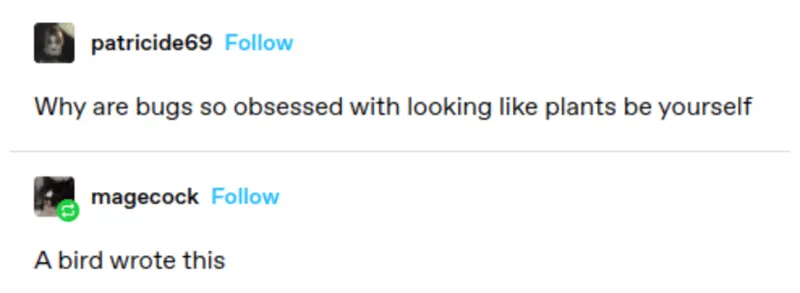 patricide69 Follow
Why are bugs so obsessed with looking like plants be yourself
magecock Follow
A bird wrote this